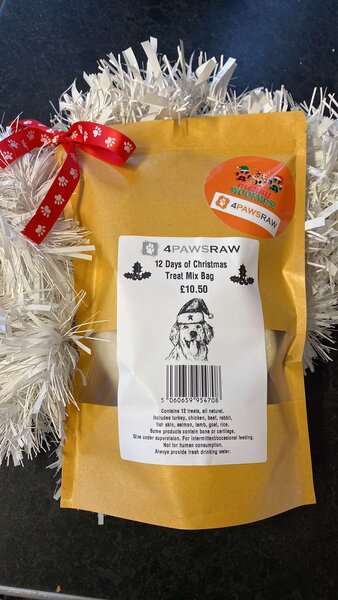 WOOFMAS!
4PAWSRAW
4PAWSRAW
12 Days of Christmas
Treat Mix Bag
£10.50
5 060659 954708
Contains 12 treats, all natural.
Includes turkey, chicken, beef, rabbit,
fish skin, salmon, lamb, goat, rice.
Some products contain bone or cartilage.
Give under supervision. For intermittent/occasional feeding.
Not for human consumption.
Always provide fresh drinking water.